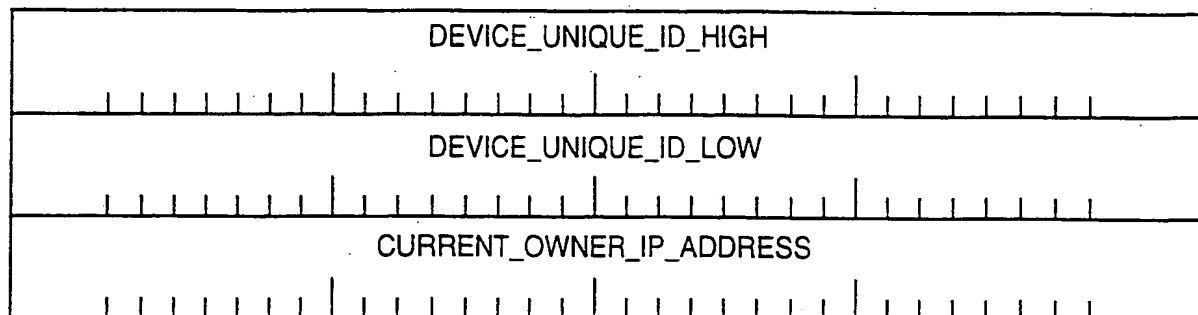 DEVICE_UNIQUE_ID_HIGH
DEVICE_UNIQUE_ID_LOW
CURRENT_OWNER_IP_ADDRESS